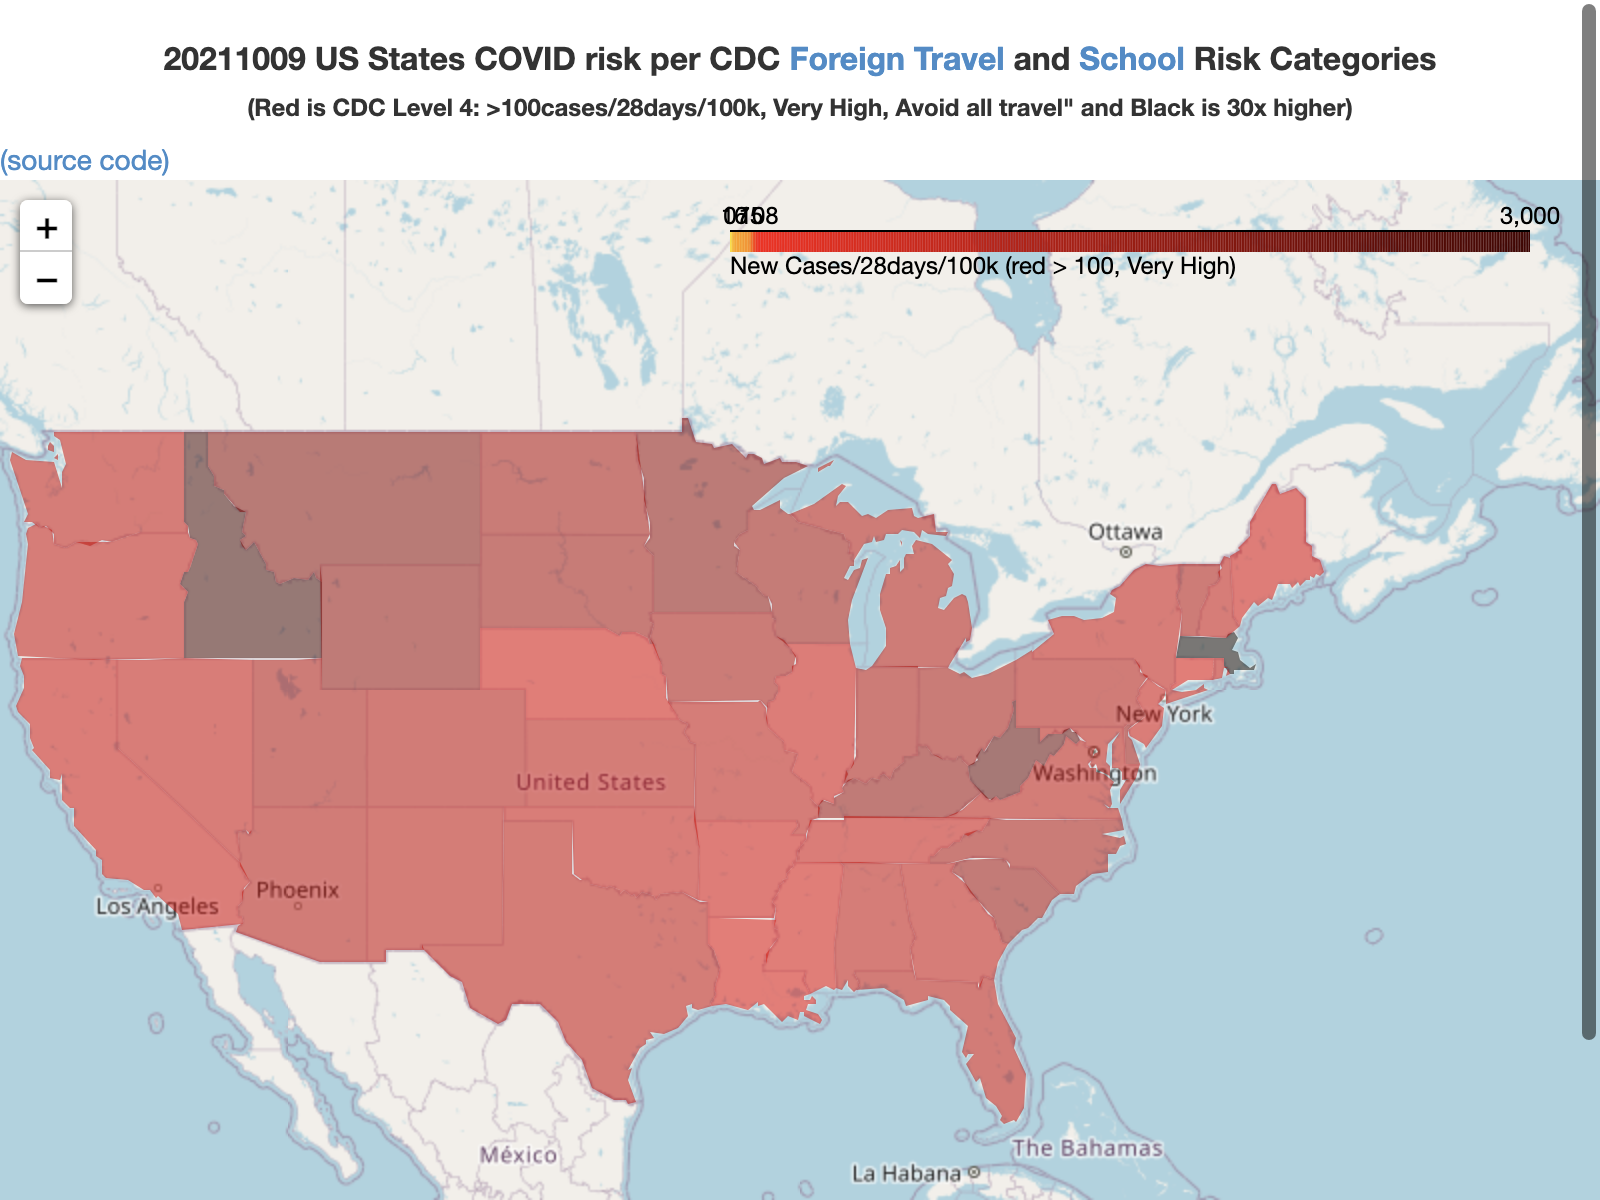 20211009 US States COVID risk per CDC Foreign Travel and School Risk Categories
(Red is CDC Level 4: >100cases/28days/100k, Very High, Avoid all travel" and Black is 30x higher)
(source code)
+
−
3,000
New Cases/28days/100k (red > 100, Very High)
Ottawa
New York
Washington
United States
Phoenix
Los Angeles
México
The Bahamas
La Habana